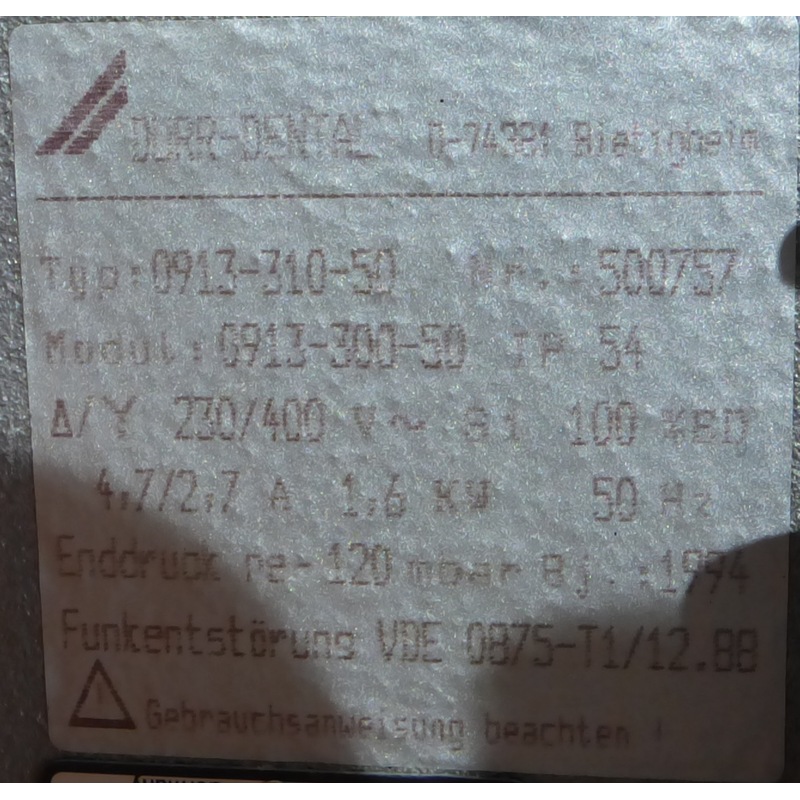 DÜRR-DENTAL D-74321 Bietigheim
Typ:0913-310-50 Nr.:500757
Modul:0913-300-50 IP 54
Δ/Y 230/400 V~ 100 %ED
4,7/2,7 A 1,6 KW 50 Hz
Enddruck pe-120 mbar Bj.:1994
Funkentstörung VDE 0875-T1/12.88
Gebrauchsanweisung beachten !